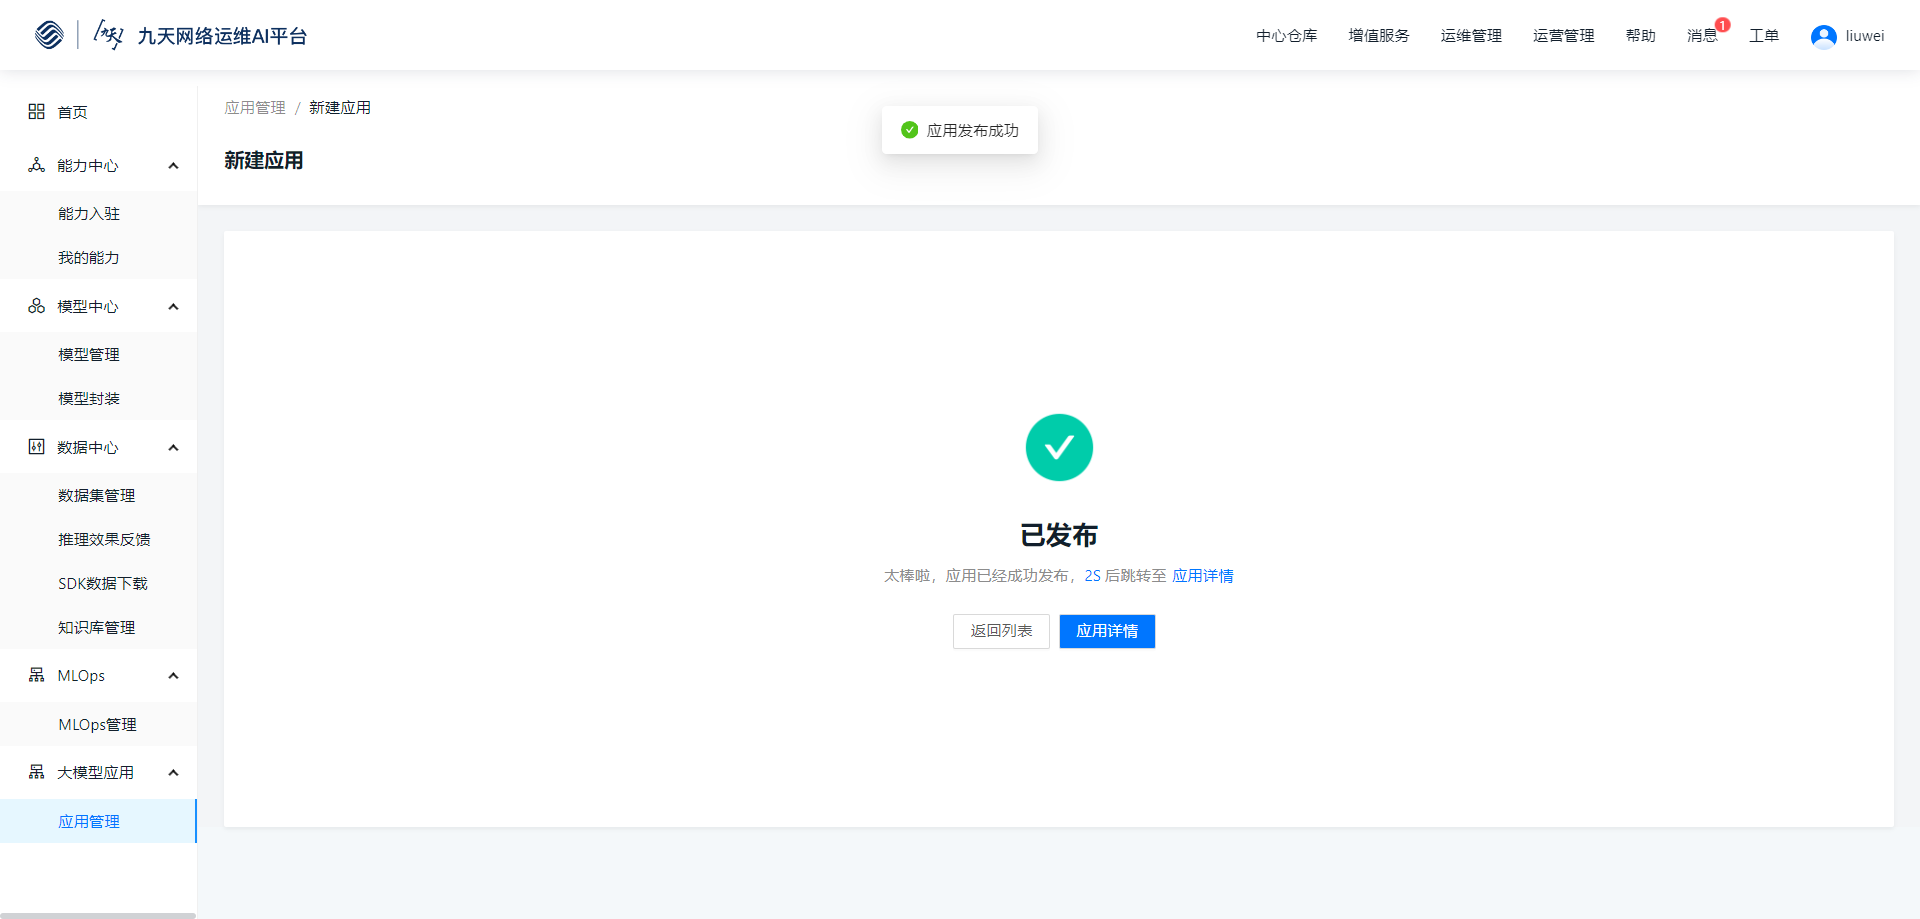 九天 九天网络运维AI平台
中心仓库 增值服务 运维管理 运营管理 帮助 消息 1 工单 liuwei
首页
能力中心
能力入驻
我的能力
模型中心
模型管理
模型封装
数据中心
数据集管理
推理效果反馈
SDK数据下载
知识库管理
MLOps
MLOps管理
大模型应用
应用管理
应用管理 / 新建应用
新建应用
应用发布成功
已发布
太棒啦，应用已经成功发布，2S 后跳转至 应用详情
返回列表 应用详情